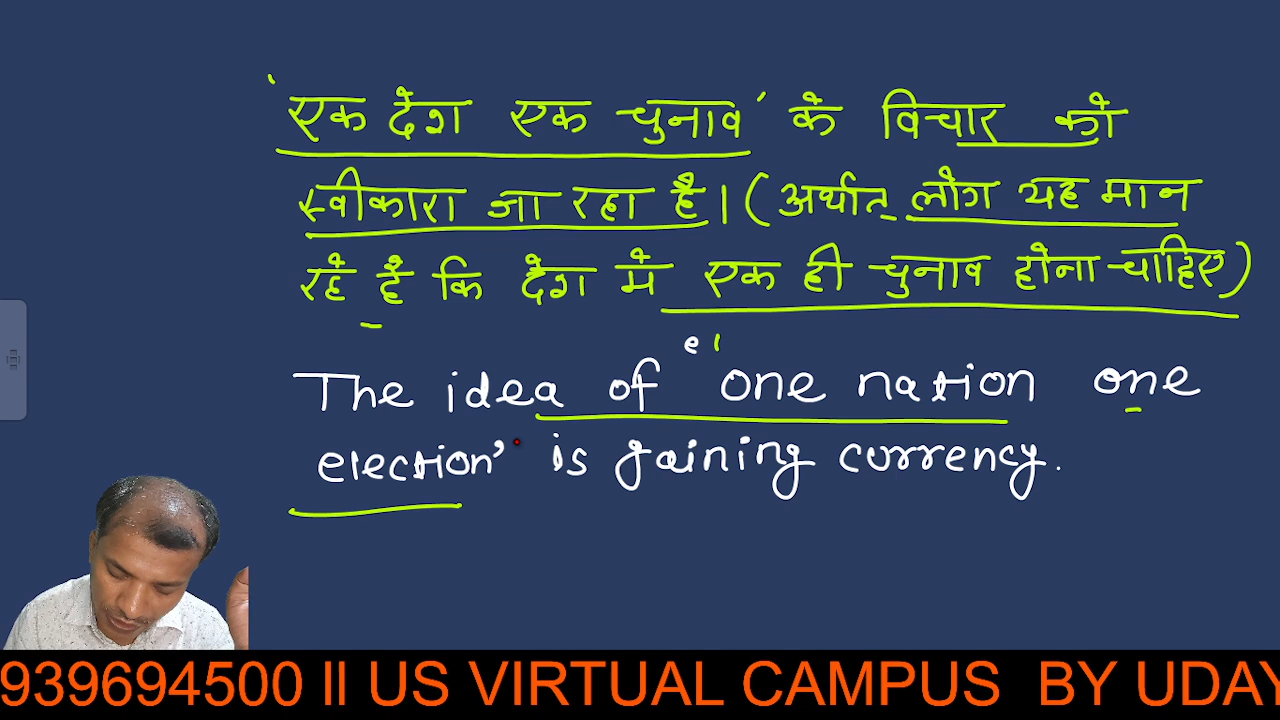 'एक देश एक चुनाव' के विचार को
स्वीकारा जा रहा है। (अर्थात् लोग यह मान
रहे हैं कि देश में एक ही चुनाव होना चाहिए)
The idea of 'one nation one
election' is gaining currency.
939694500 ll US VIRTUAL CAMPUS BY UDAY